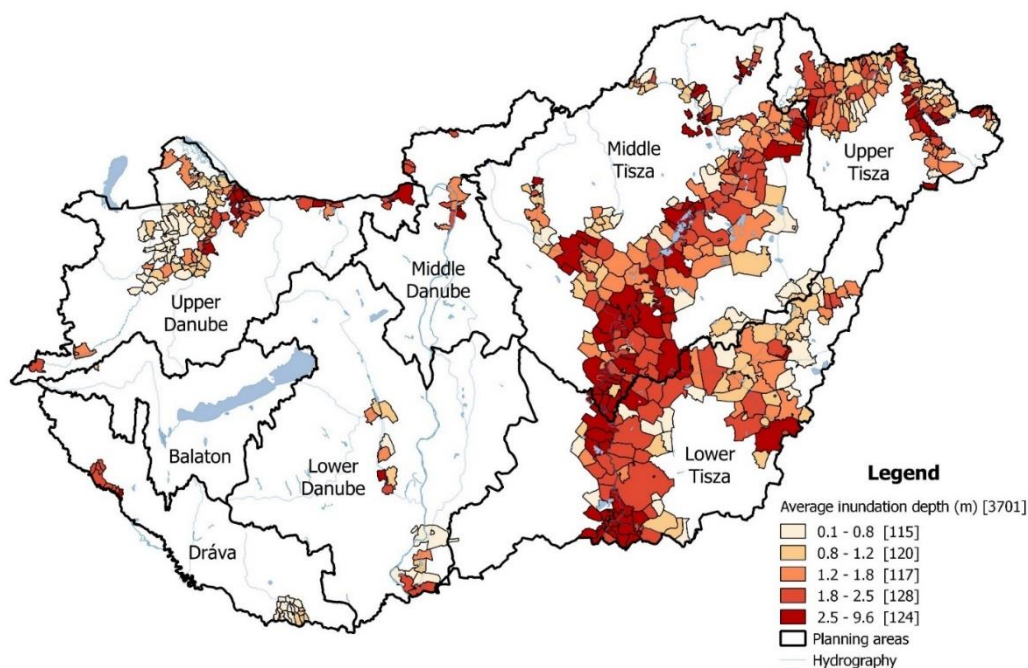 Middle
Tisza
Upper
Tisza
Middle
Danube
Upper
Danube
Balaton
Lower
Danube
Lower
Tisza
Dráva
Legend
Average inundation depth (m) [3701]
0.1 - 0.8 [115]
0.8 - 1.2 [120]
1.2 - 1.8 [117]
1.8 - 2.5 [128]
2.5 - 9.6 [124]
Planning areas
Hydrography